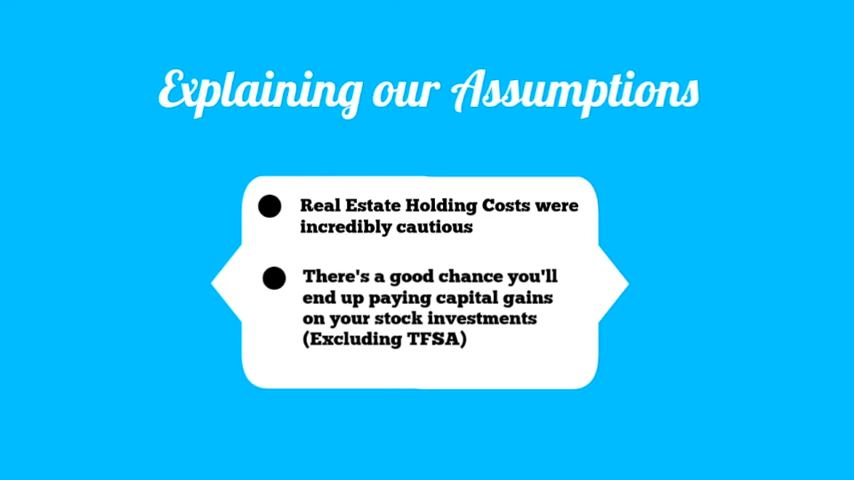 Explaining our Assumptions
Real Estate Holding Costs were
incredibly cautious
There's a good chance you'll
end up paying capital gains
on your stock investments
(Excluding TFSA)